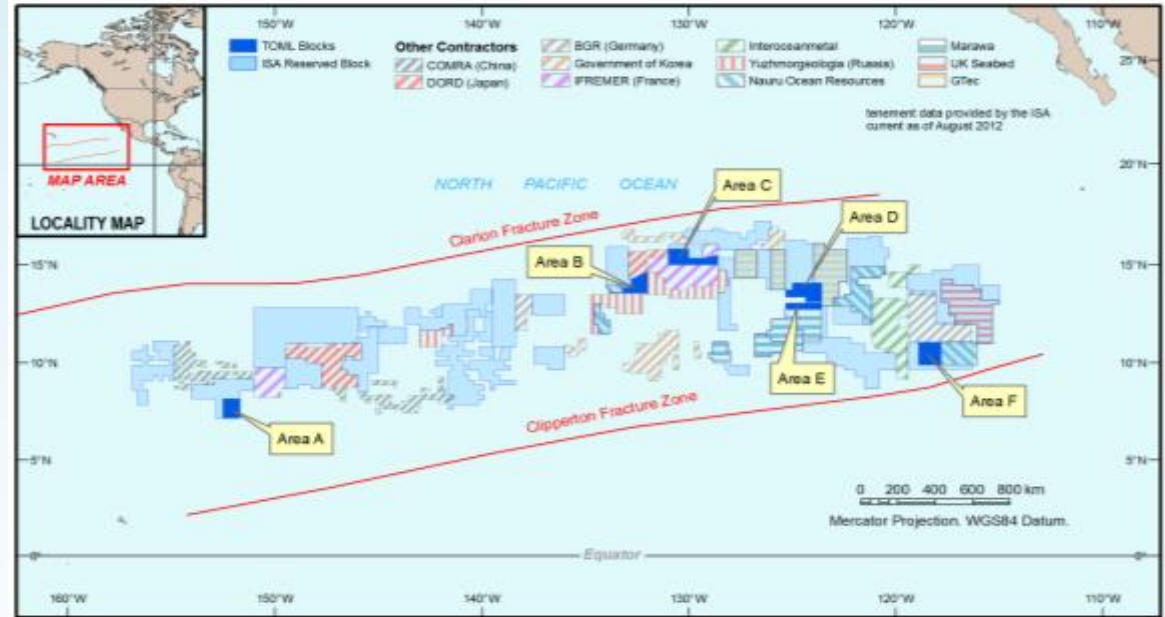 150°W 140°W 130°W 120°W 110°W
TOML Blocks
ISA Reserved Block
Other Contractors
COMRA (China)
DORD (Japan)
BGR (Germany)
Government of Korea
IFREMER (France)
Interoceanmetal
Yuzhmorgeologia (Russia)
Nauru Ocean Resources
Marawa
UK Seabed
GTec
25°N
tenement data provided by the ISA
current as of August 2012
MAP AREA
LOCALITY MAP
20°N
NORTH PACIFIC OCEAN
Area C
Area D
Clarion Fracture Zone
Area B
15°N 15°N
10°N 10°N
Area E
Area F
Clipperton Fracture Zone
Area A
5°N 5°N
0 200 400 600 800 km
Mercator Projection. WGS84 Datum.
0° Equator 0°
160°W 150°W 140°W 130°W 120°W 110°W